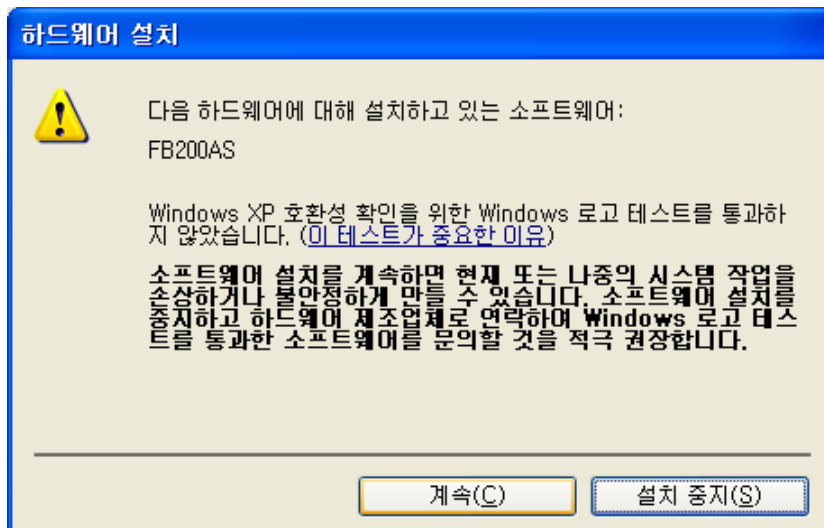 하드웨어 설치
다음 하드웨어에 대해 설치하고 있는 소프트웨어:
FB200AS
Windows XP 호환성 확인을 위한 Windows 로고 테스트를 통과하
지 않았습니다. (이 테스트가 중요한 이유)
소프트웨어 설치를 계속하면 현재 또는 나중의 시스템 작업을
손상하거나 불안정하게 만들 수 있습니다. 소프트웨어 설치를
중지하고 하드웨어 제조업체로 연락하여 Windows 로고 테스
트를 통과한 소프트웨어를 문의할 것을 적극 권장합니다.
계속(C)
설치 중지(S)